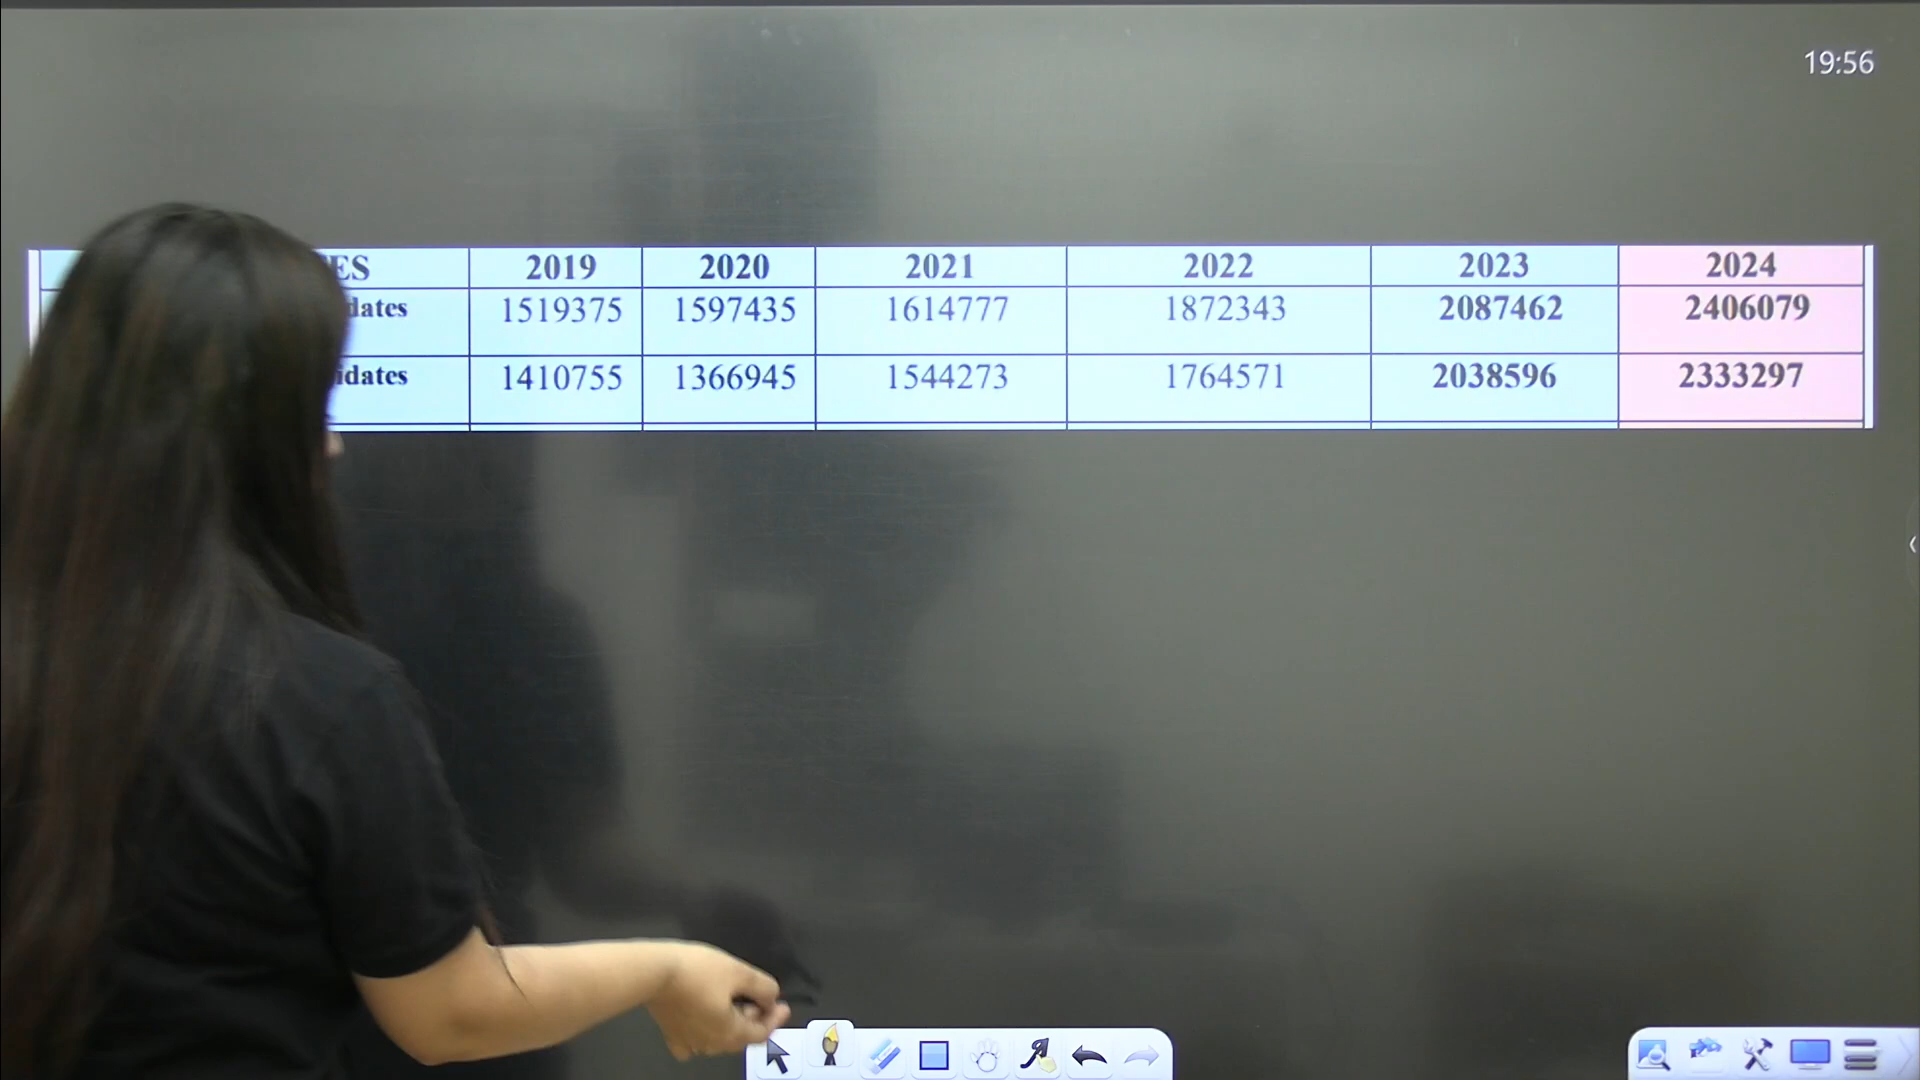 19:56
ES 2019 2020 2021 2022 2023 2024
dates 1519375 1597435 1614777 1872343 2087462 2406079
idates 1410755 1366945 1544273 1764571 2038596 2333297